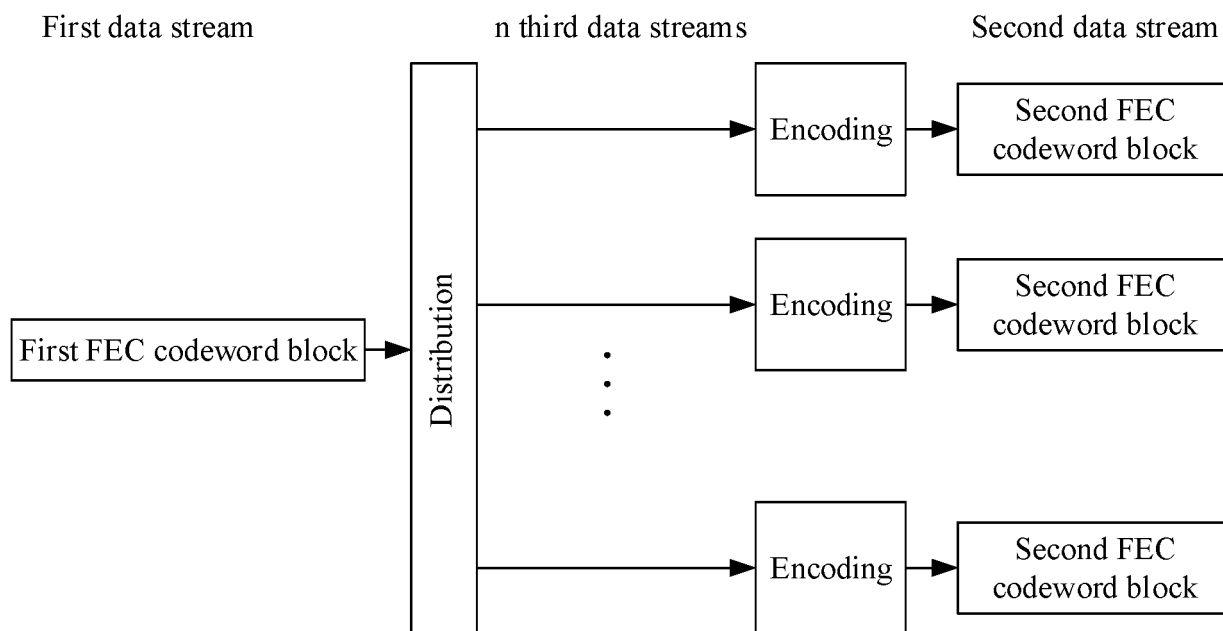 First data stream
n third data streams
Second data stream
Encoding
Second FEC
codeword block
Encoding
Second FEC
codeword block
First FEC codeword block
Distribution
Encoding
Second FEC
codeword block